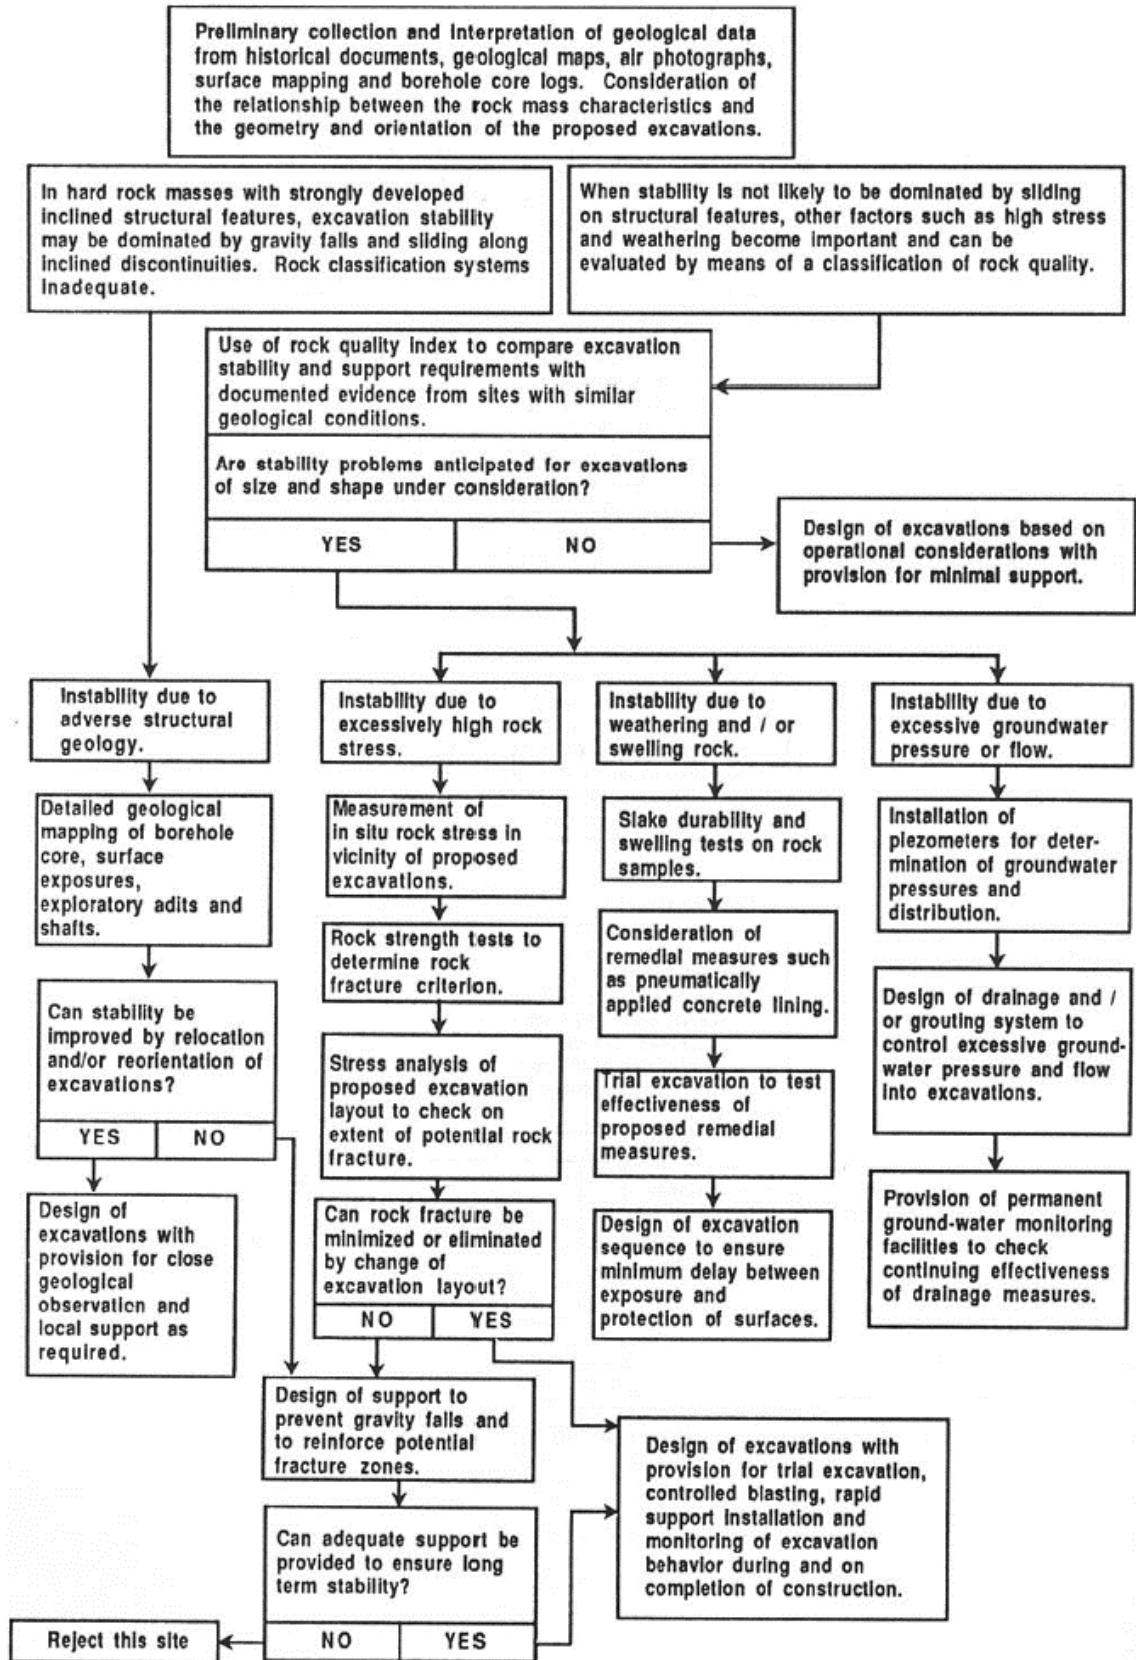 Preliminary collection and Interpretation of geological data
from historical documents, geological maps, air photographs,
surface mapping and borehole core logs. Consideration of
the relationship between the rock mass characteristics and
the geometry and orientation of the proposed excavations.
In hard rock masses with strongly developed
inclined structural features, excavation stability
may be dominated by gravity falls and sliding along
inclined discontinuities. Rock classification systems
Inadequate.
When stability is not likely to be dominated by sliding
on structural features, other factors such as high stress
and weathering become important and can be
evaluated by means of a classification of rock quality.
Use of rock quality index to compare excavation
stability and support requirements with
documented evidence from sites with similar
geological conditions.
Are stability problems anticipated for excavations
of size and shape under consideration?
YES
NO
Design of excavations based on
operational considerations with
provision for minimal support.
Instability due to
adverse structural
geology.
Detailed geological
mapping of borehole
core, surface
exposures,
exploratory adits and
shafts.
Can stability be
improved by relocation
and/or reorientation of
excavations?
YES
NO
Design of
excavations with
provision for close
geological
observation and
local support as
required.
Instability due to
excessively high rock
stress.
Measurement of
in situ rock stress in
vicinity of proposed
excavations.
Rock strength tests to
determine rock
fracture criterion.
Stress analysis of
proposed excavation
layout to check on
extent of potential rock
fracture.
Can rock fracture be
minimized or eliminated
by change of
excavation layout?
NO
YES
Instability due to
weathering and / or
swelling rock.
Slake durability and
swelling tests on rock
samples.
Consideration of
remedial measures such
as pneumatically
applied concrete lining.
Trial excavation to test
effectiveness of
proposed remedial
measures.
Design of excavation
sequence to ensure
minimum delay between
exposure and
protection of surfaces.
Instability due to
excessive groundwater
pressure or flow.
Installation of
piezometers for deter-
mination of groundwater
pressures and
distribution.
Design of drainage and /
or grouting system to
control excessive ground-
water pressure and flow
into excavations.
Provision of permanent
ground-water monitoring
facilities to check
continuing effectiveness
of drainage measures.
Design of support to
prevent gravity falls and
to reinforce potential
fracture zones.
Can adequate support be
provided to ensure long
term stability?
NO
YES
Reject this site
Design of excavations with
provision for trial excavation,
controlled blasting, rapid
support installation and
monitoring of excavation
behavior during and on
completion of construction.